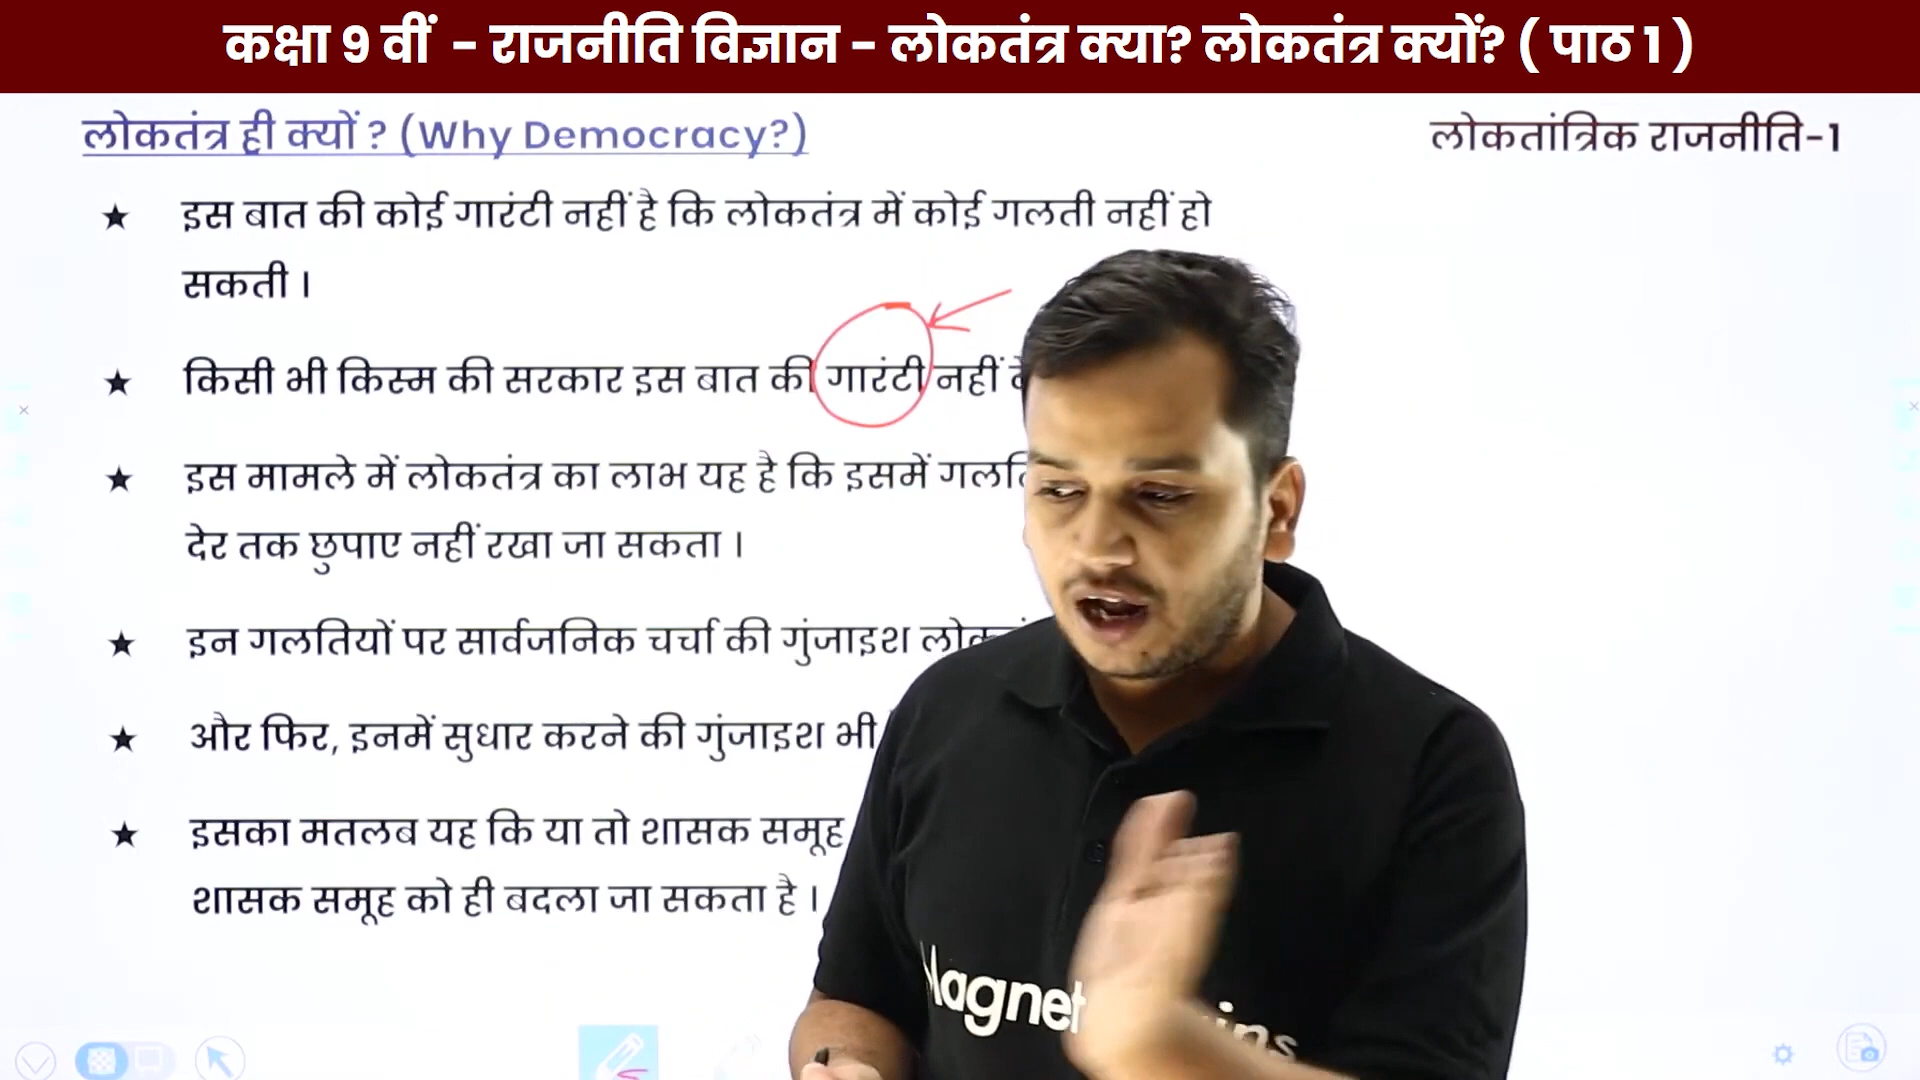 कक्षा 9 वीं - राजनीति विज्ञान - लोकतंत्र क्या? लोकतंत्र क्यों? ( पाठ 1 )
लोकतंत्र ही क्यों ? (Why Democracy?)
लोकतांत्रिक राजनीति-1
★ इस बात की कोई गारंटी नहीं है कि लोकतंत्र में कोई गलती नहीं हो
सकती ।
★ किसी भी किस्म की सरकार इस बात की गारंटी नहीं
★ इस मामले में लोकतंत्र का लाभ यह है कि इसमें
देर तक छुपाए नहीं रखा जा सकता ।
★ इन गलतियों पर सार्वजनिक चर्चा की गुंजाइश
★ और फिर, इनमें सुधार करने की गुंजाइश भी
★ इसका मतलब यह कि या तो शासक समूह
शासक समूह को ही बदला जा सकता है ।